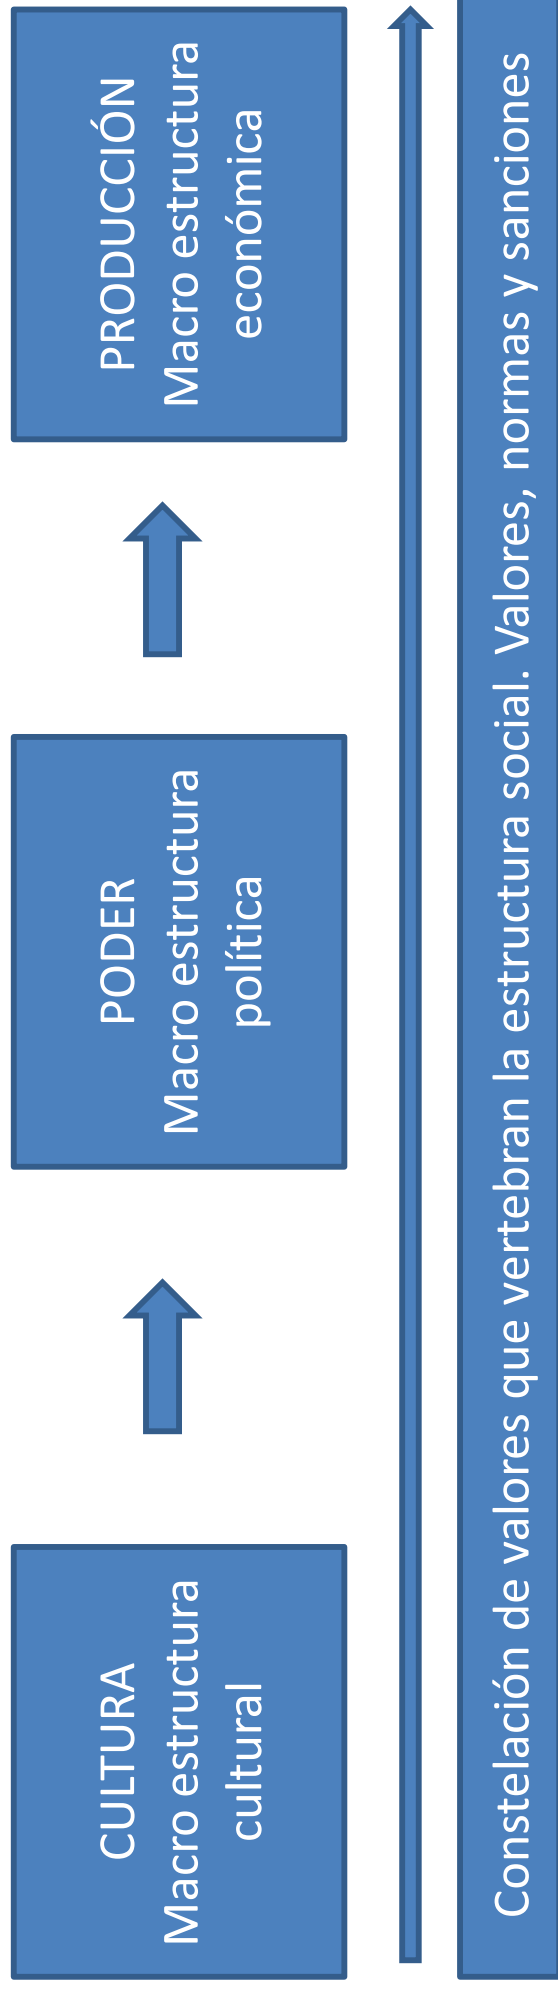 CULTURA
Macro estructura
cultural
PODER
Macro estructura
política
PRODUCCIÓN
Macro estructura
económica
Constelación de valores que vertebran la estructura social. Valores, normas y sanciones